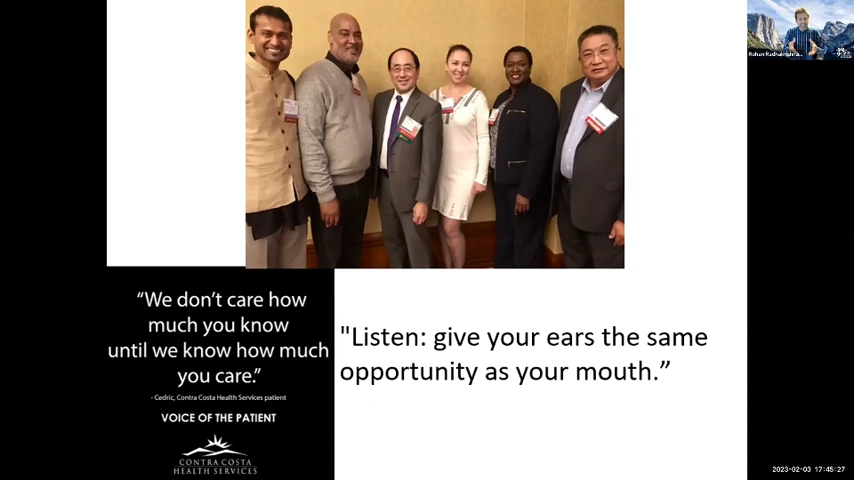 “We don’t care how
much you know
until we know how much
you care.”
- Cedric, Contra Costa Health Services patient
VOICE OF THE PATIENT
CONTRA COSTA
HEALTH SERVICES
"Listen: give your ears the same
opportunity as your mouth.”
2023-02-03 17:45:27